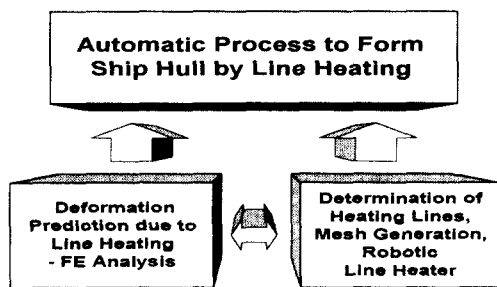 Automatic Process to Form
Ship Hull by Line Heating
Deformation
Prediction due to
Line Heating
- FE Analysis
Determination of
Heating Lines,
Mesh Generation,
Robotic
Line Heater